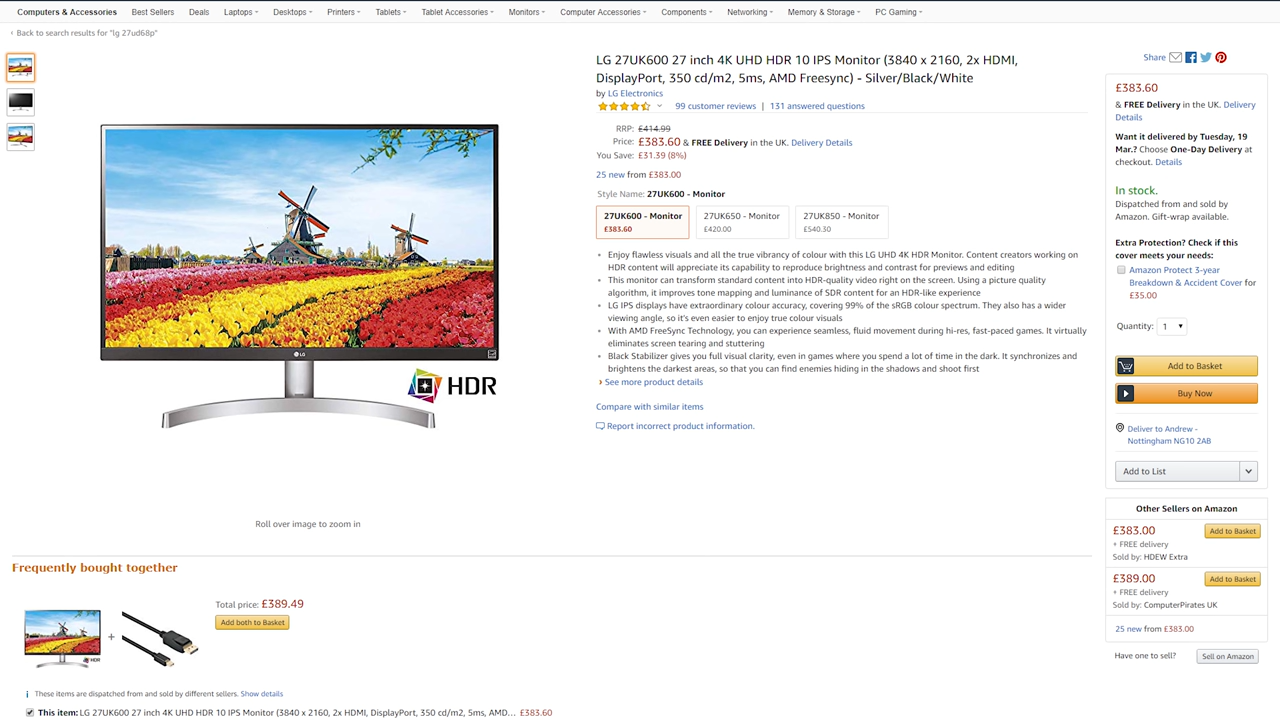 Computers & Accessories Best Sellers Deals Laptops Desktops Printers Tablets Tablet Accessories Monitors Computer Accessories Components Networking Memory & Storage PC Gaming
‹ Back to search results for "lg 27ud68p"
LG 27UK600 27 inch 4K UHD HDR 10 IPS Monitor (3840 x 2160, 2x HDMI,
DisplayPort, 350 cd/m2, 5ms, AMD Freesync) - Silver/Black/White
by LG Electronics
99 customer reviews | 131 answered questions
RRP: £414.99
Price: £383.60 & FREE Delivery in the UK. Delivery Details
You Save: £31.39 (8%)
25 new from £383.00
Style Name: 27UK600 - Monitor
27UK600 - Monitor
£383.60
27UK650 - Monitor
£420.00
27UK850 - Monitor
£540.30
Enjoy flawless visuals and all the true vibrancy of colour with this LG UHD 4K HDR Monitor. Content creators working on
HDR content will appreciate its capability to reproduce brightness and contrast for previews and editing
This monitor can transform standard content into HDR-quality video right on the screen. Using a picture quality
algorithm, it improves tone mapping and luminance of SDR content for an HDR-like experience
LG IPS displays have extraordinary colour accuracy, covering 99% of the sRGB colour spectrum. They also has a wider
viewing angle, so it's even easier to enjoy true colour visuals
With AMD FreeSync Technology, you can experience seamless, fluid movement during hi-res, fast-paced games. It virtually
eliminates screen tearing and stuttering
Black Stabilizer gives you full visual clarity, even in games where you spend a lot of time in the dark. It synchronizes and
brightens the darkest areas, so that you can find enemies hiding in the shadows and shoot first
› See more product details
Compare with similar items
Report incorrect product information.
LG
HDR
Roll over image to zoom in
Share
£383.60
& FREE Delivery in the UK. Delivery
Details
Want it delivered by Tuesday, 19
Mar.? Choose One-Day Delivery at
checkout. Details
In stock.
Dispatched from and sold by
Amazon. Gift-wrap available.
Extra Protection? Check if this
cover meets your needs:
Amazon Protect 3-year
Breakdown & Accident Cover for
£35.00
Quantity: 1
Add to Basket
Buy Now
Deliver to Andrew -
Nottingham NG10 2AB
Add to List
Other Sellers on Amazon
£383.00 Add to Basket
+ FREE delivery
Sold by: HDEW Extra
£389.00 Add to Basket
+ FREE delivery
Sold by: ComputerPirates UK
25 new from £383.00
Have one to sell? Sell on Amazon
Frequently bought together
Total price: £389.49
Add both to Basket
+
HDR
i These items are dispatched from and sold by different sellers. Show details
This item: LG 27UK600 27 inch 4K UHD HDR 10 IPS Monitor (3840 x 2160, 2x HDMI, DisplayPort, 350 cd/m2, 5ms, AMD… £383.60